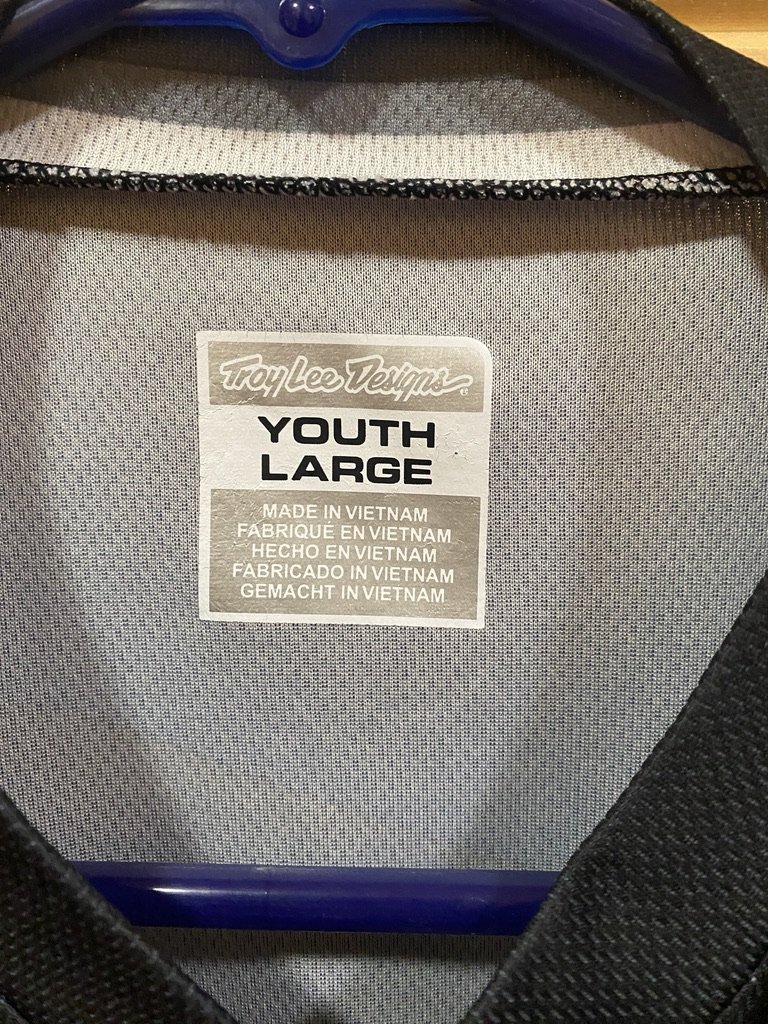 Troy Lee Designs
YOUTH
LARGE
MADE IN VIETNAM
FABRIQUÉ EN VIETNAM
HECHO EN VIETNAM
FABRICADO IN VIETNAM
GEMACHT IN VIETNAM